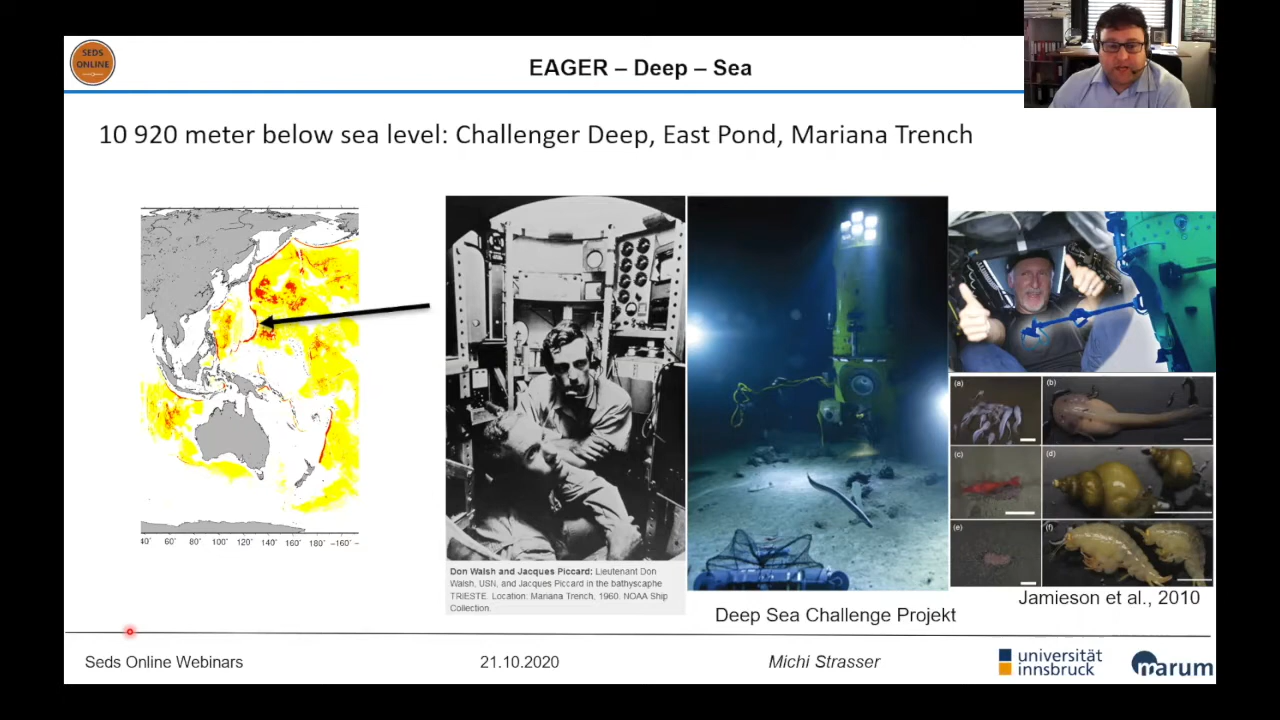 SEDS
ONLINE
EAGER – Deep – Sea
10 920 meter below sea level: Challenger Deep, East Pond, Mariana Trench
40˚ 60˚ 80˚ 100˚ 120˚ 140˚ 160˚ 180˚ −160˚ −
(a) (b)
(c) (d)
(e) (f)
Don Walsh and Jacques Piccard: Lieutenant Don
Walsh, USN, and Jacques Piccard in the bathyscaphe
TRIESTE. Location: Mariana Trench, 1960. NOAA Ship
Collection.
Jamieson et al., 2010
Deep Sea Challenge Projekt
Seds Online Webinars
21.10.2020
Michi Strasser
universität
innsbruck
marum